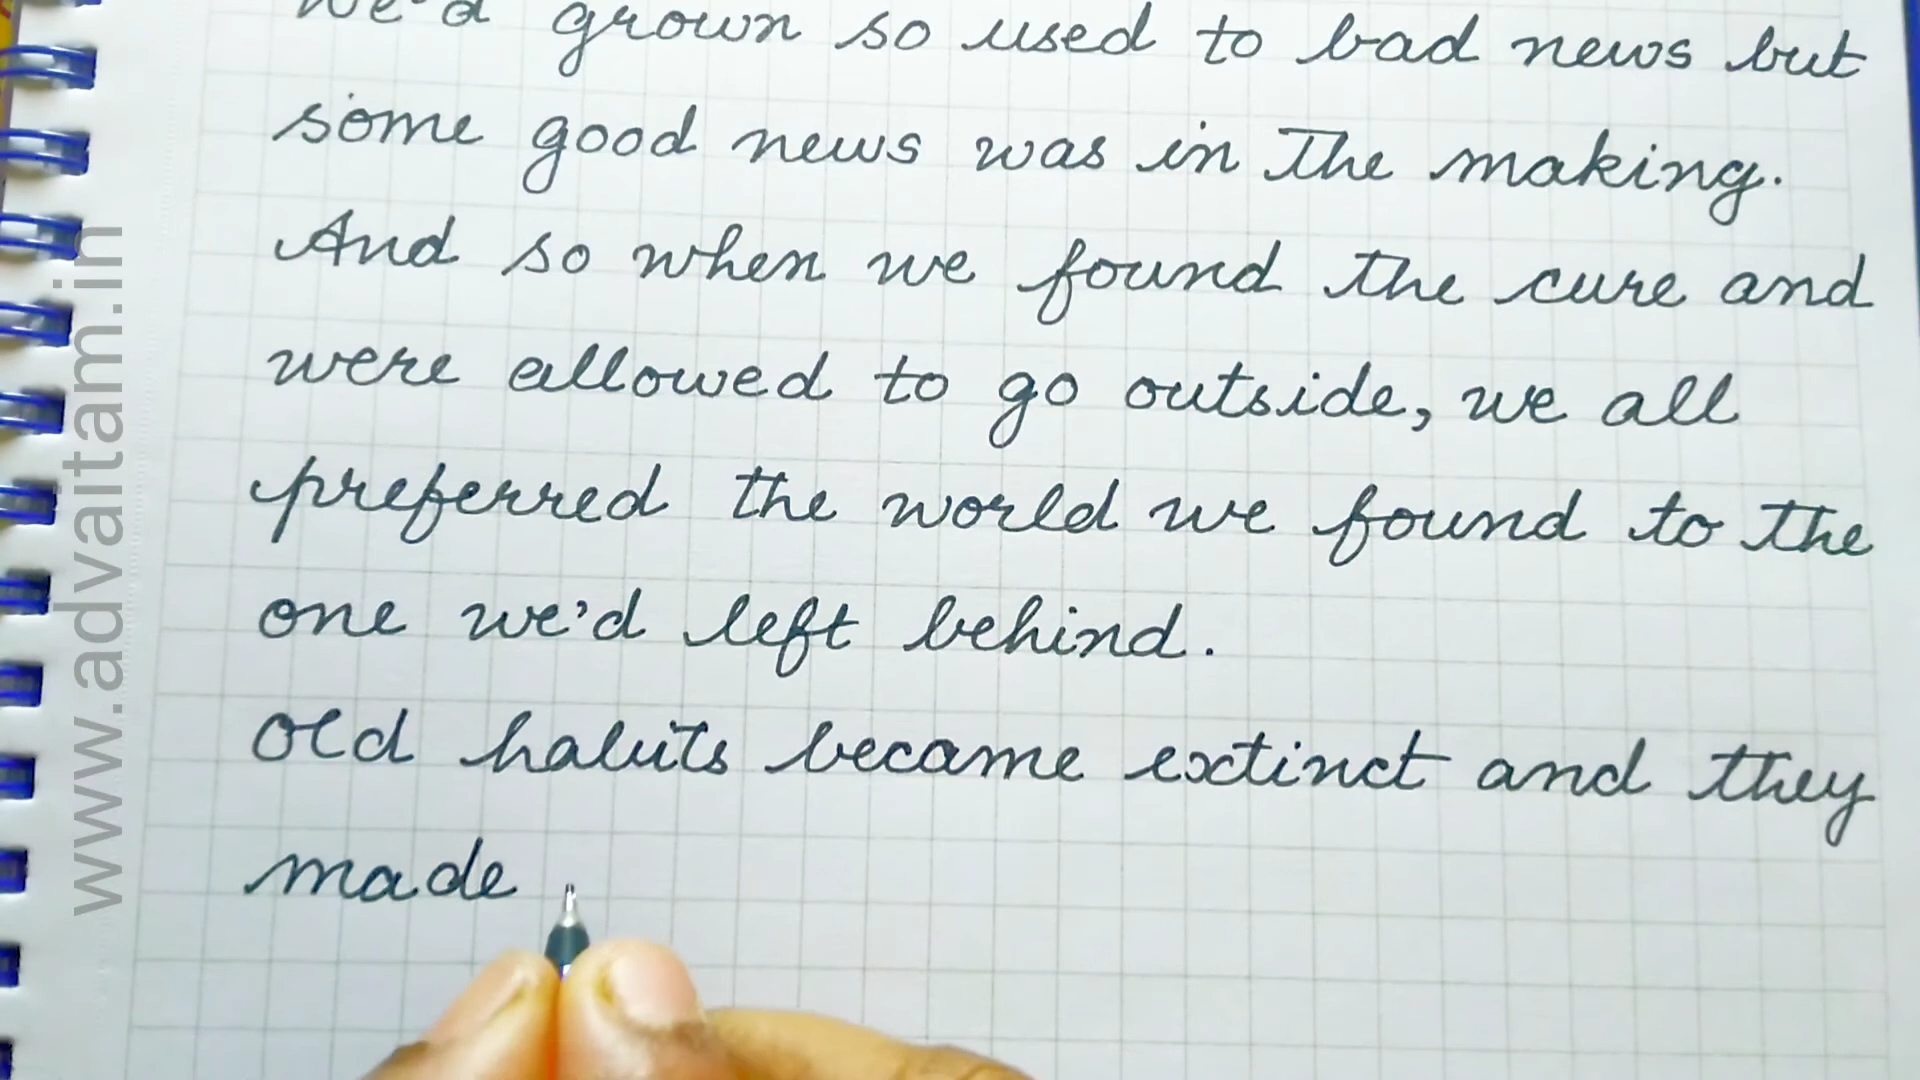 We'd grown so used to bad news but
some good news was in The making.
And so when we found the cure and
were allowed to go outside, we all
preferred the world we found to the
one we'd left behind.
Old habits became extinct and they
made
www.advaitam.in